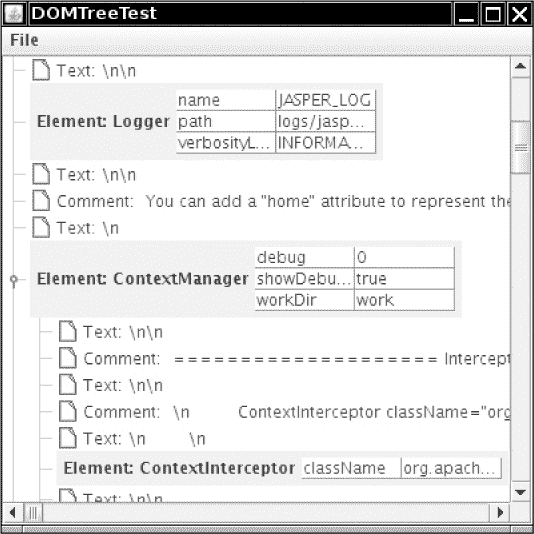 DOMTreeTest
File
Text: \n\n
Element: Logger
name JASPER_LOG
path logs/jasp...
verbosityL... INFORMA...
Text: \n\n
Comment: You can add a "home" attribute to represent the
Text: \n
Element: ContextManager
debug 0
showDebu... true
workDir work
Text: \n\n
Comment: ==================== Intercept
Text: \n\n
Comment: \n ContextInterceptor className="org
Text: \n \n
Element: ContextInterceptor className org.apach...
Text: \n\n